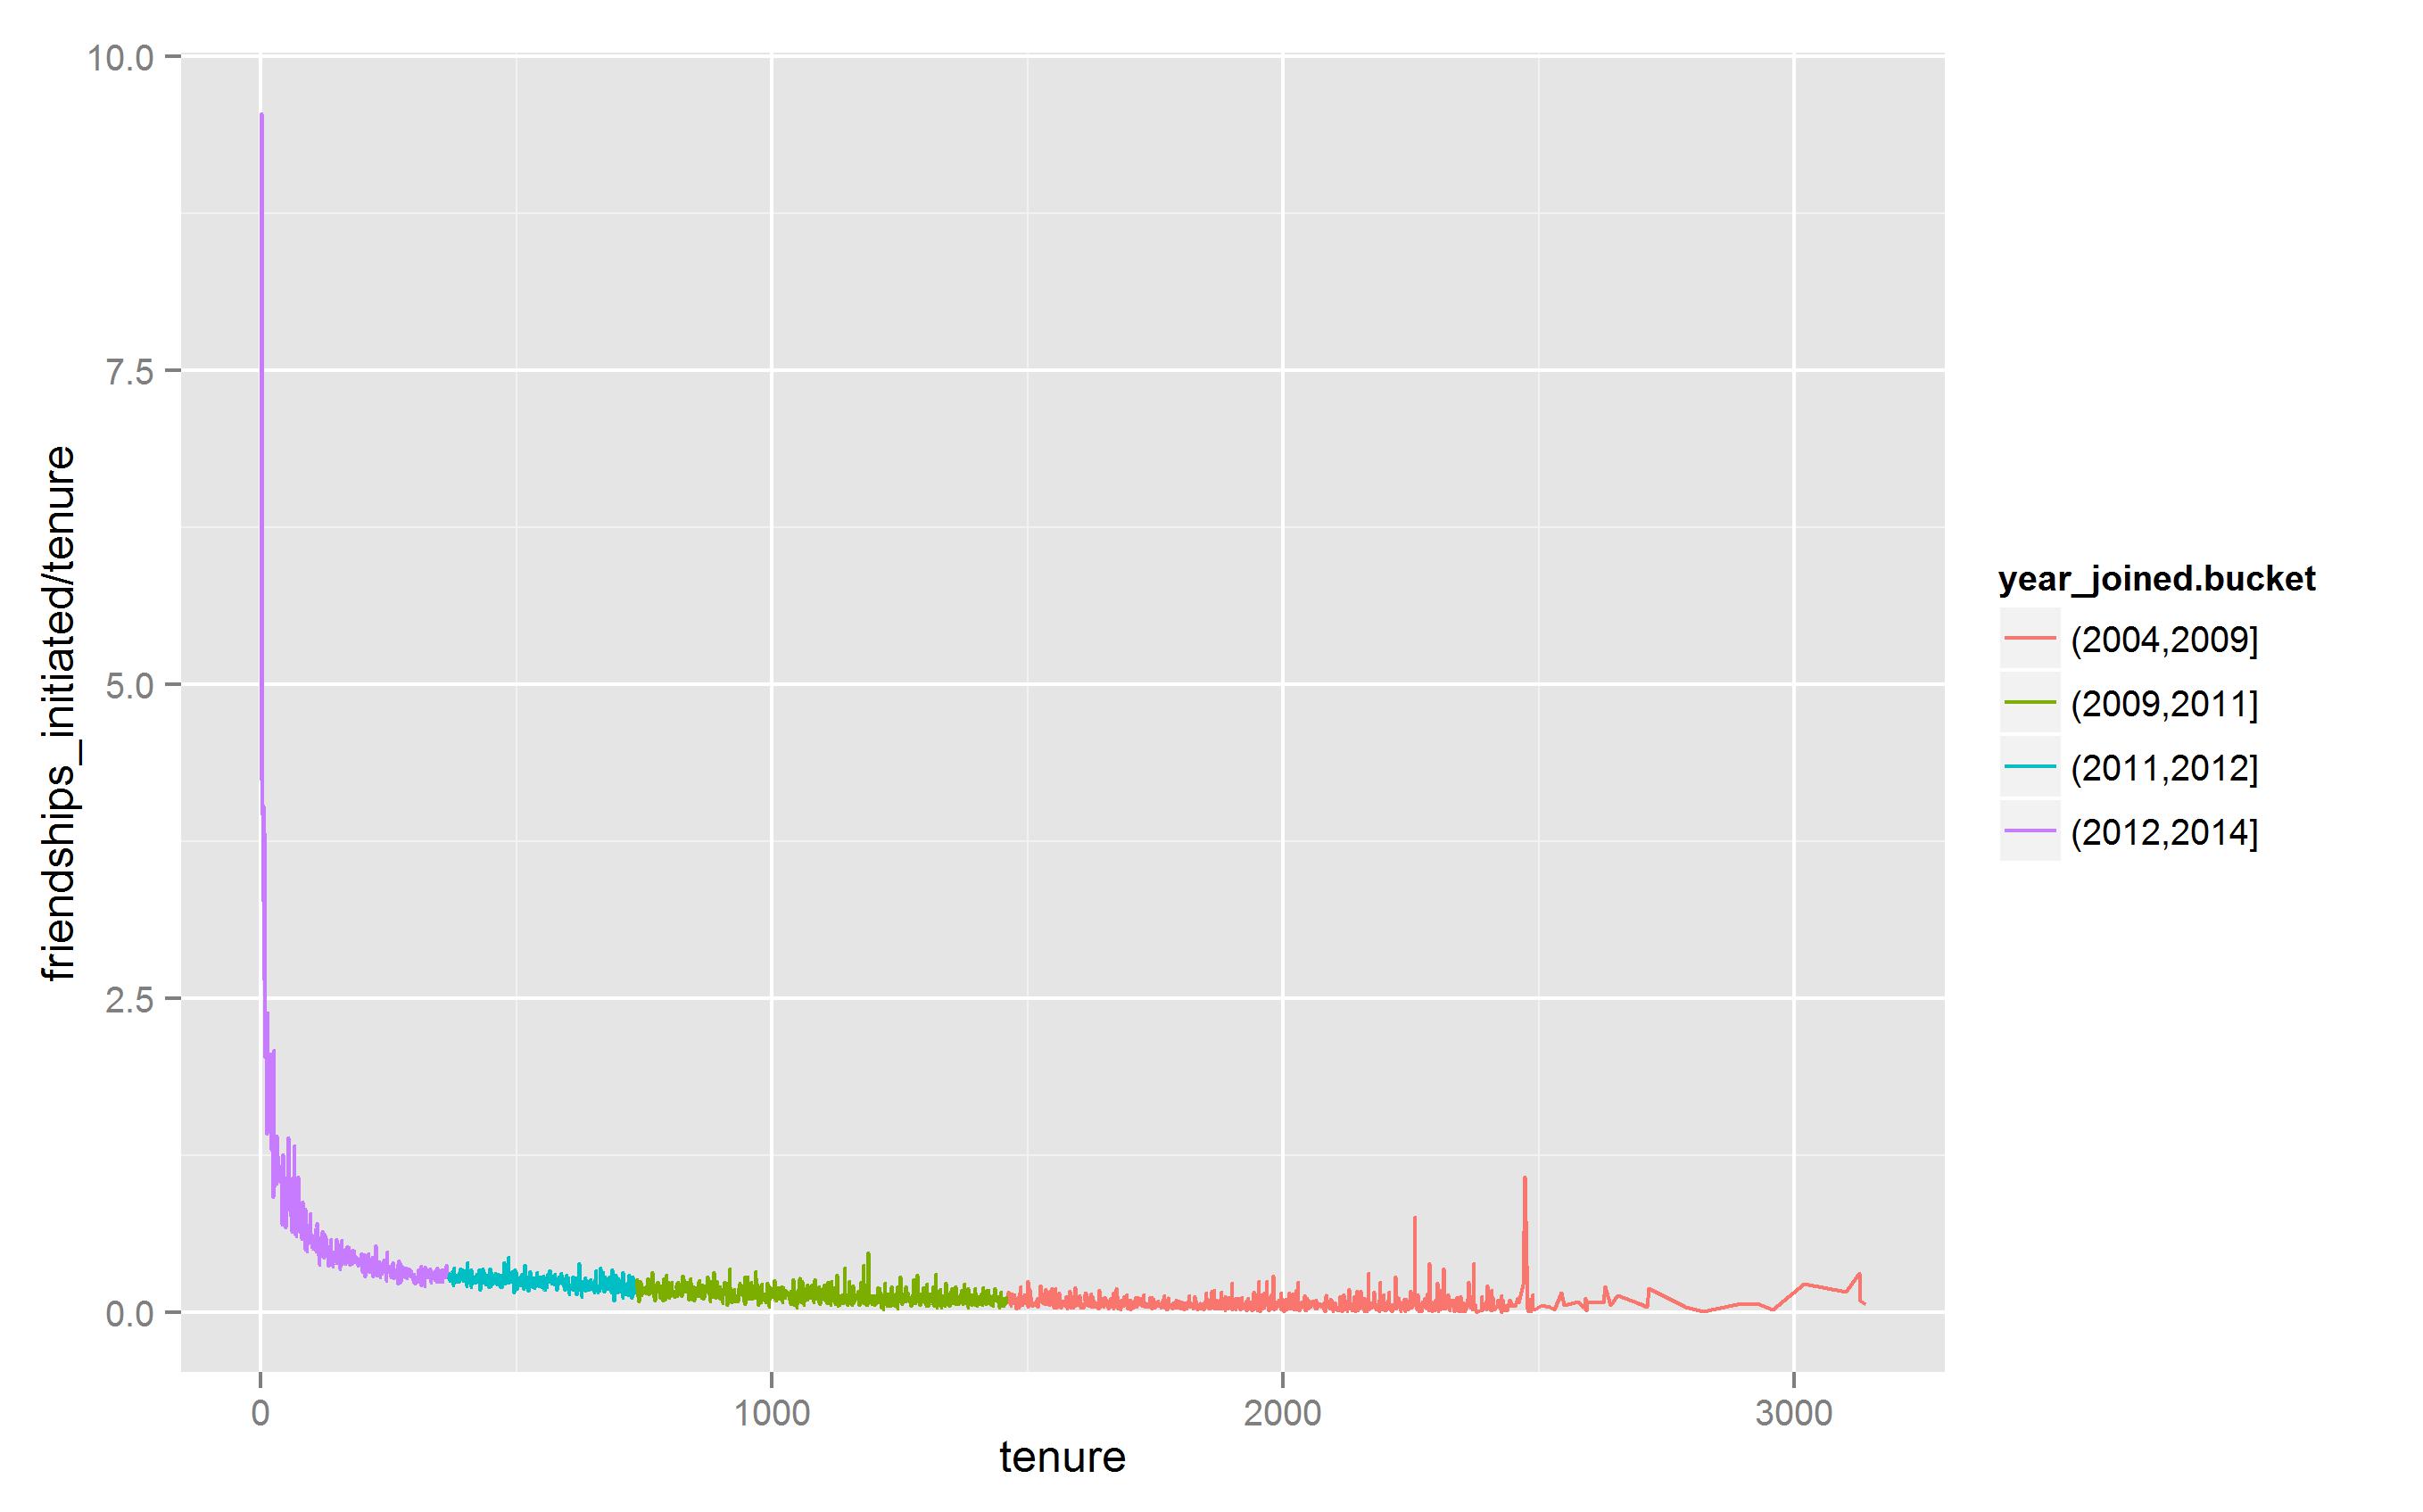 friendships_initiated/tenure
10.0
7.5
5.0
2.5
0.0
0 1000 2000 3000
tenure
year_joined.bucket
(2004,2009]
(2009,2011]
(2011,2012]
(2012,2014]